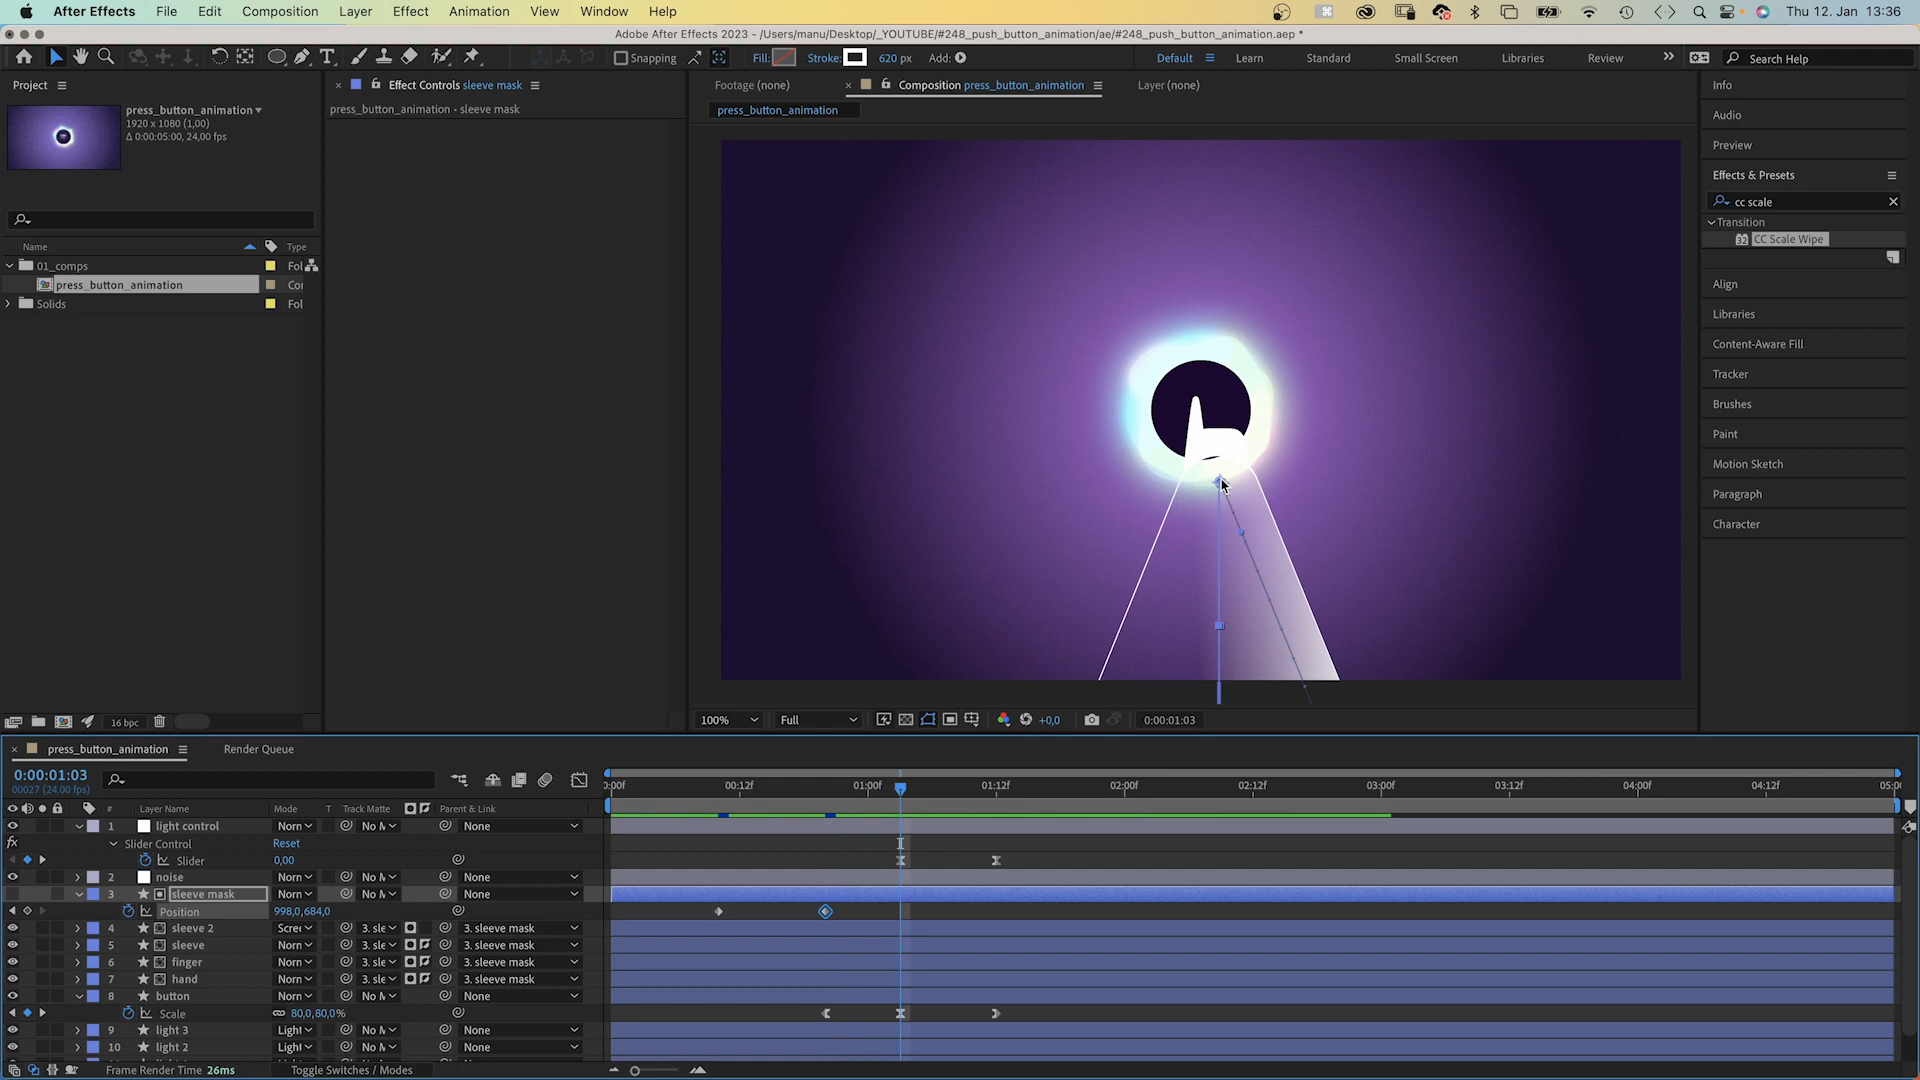 After Effects File Edit Composition Layer Effect Animation View Window Help Thu 12. Jan 13:36
Adobe After Effects 2023 - /Users/manu/Desktop/_YOUTUBE/#248_push_button_animation/ae/#248_push_button_animation.aep *
Snapping Fill: Stroke: 620 px Add: Default Learn Standard Small Screen Libraries Review Search Help
Project Effect Controls sleeve mask Footage (none) Composition press_button_animation Layer (none) Info
press_button_animation press_button_animation · sleeve mask press_button_animation
1920 x 1080 (1,00)
Δ 0:00:05:00, 24,00 fps
Audio
Preview
Effects & Presets
cc scale
Transition
32 CC Scale Wipe
Align
Libraries
Content-Aware Fill
Tracker
Brushes
Paint
Motion Sketch
Paragraph
Character
Name Type
01_comps Fol
press_button_animation Cor
Solids Fol
16 bpc 100% Full +0,0 0:00:01:03
press_button_animation Render Queue
0:00:01:03
00027 (24.00 fps)
0:00f 00:12f 01:00f 01:12f 02:00f 02:12f 03:00f 03:12f 04:00f 04:12f 05:0
# Layer Name Mode T Track Matte Parent & Link
1 light control Norn No M None
fx Slider Control Reset
Slider 0,00
2 noise Norn No M None
3 sleeve mask Norn No M None
Position 998,0,684,0
4 sleeve 2 Scre 3. sle 3. sleeve mask
5 sleeve Norn 3. sle 3. sleeve mask
6 finger Norn 3. sle 3. sleeve mask
7 hand Norn 3. sle 3. sleeve mask
8 button Norn No M None
Scale 80,0,80,0%
9 light 3 Light No M None
10 light 2 Light No M None
Frame Render Time 26ms Toggle Switches / Modes